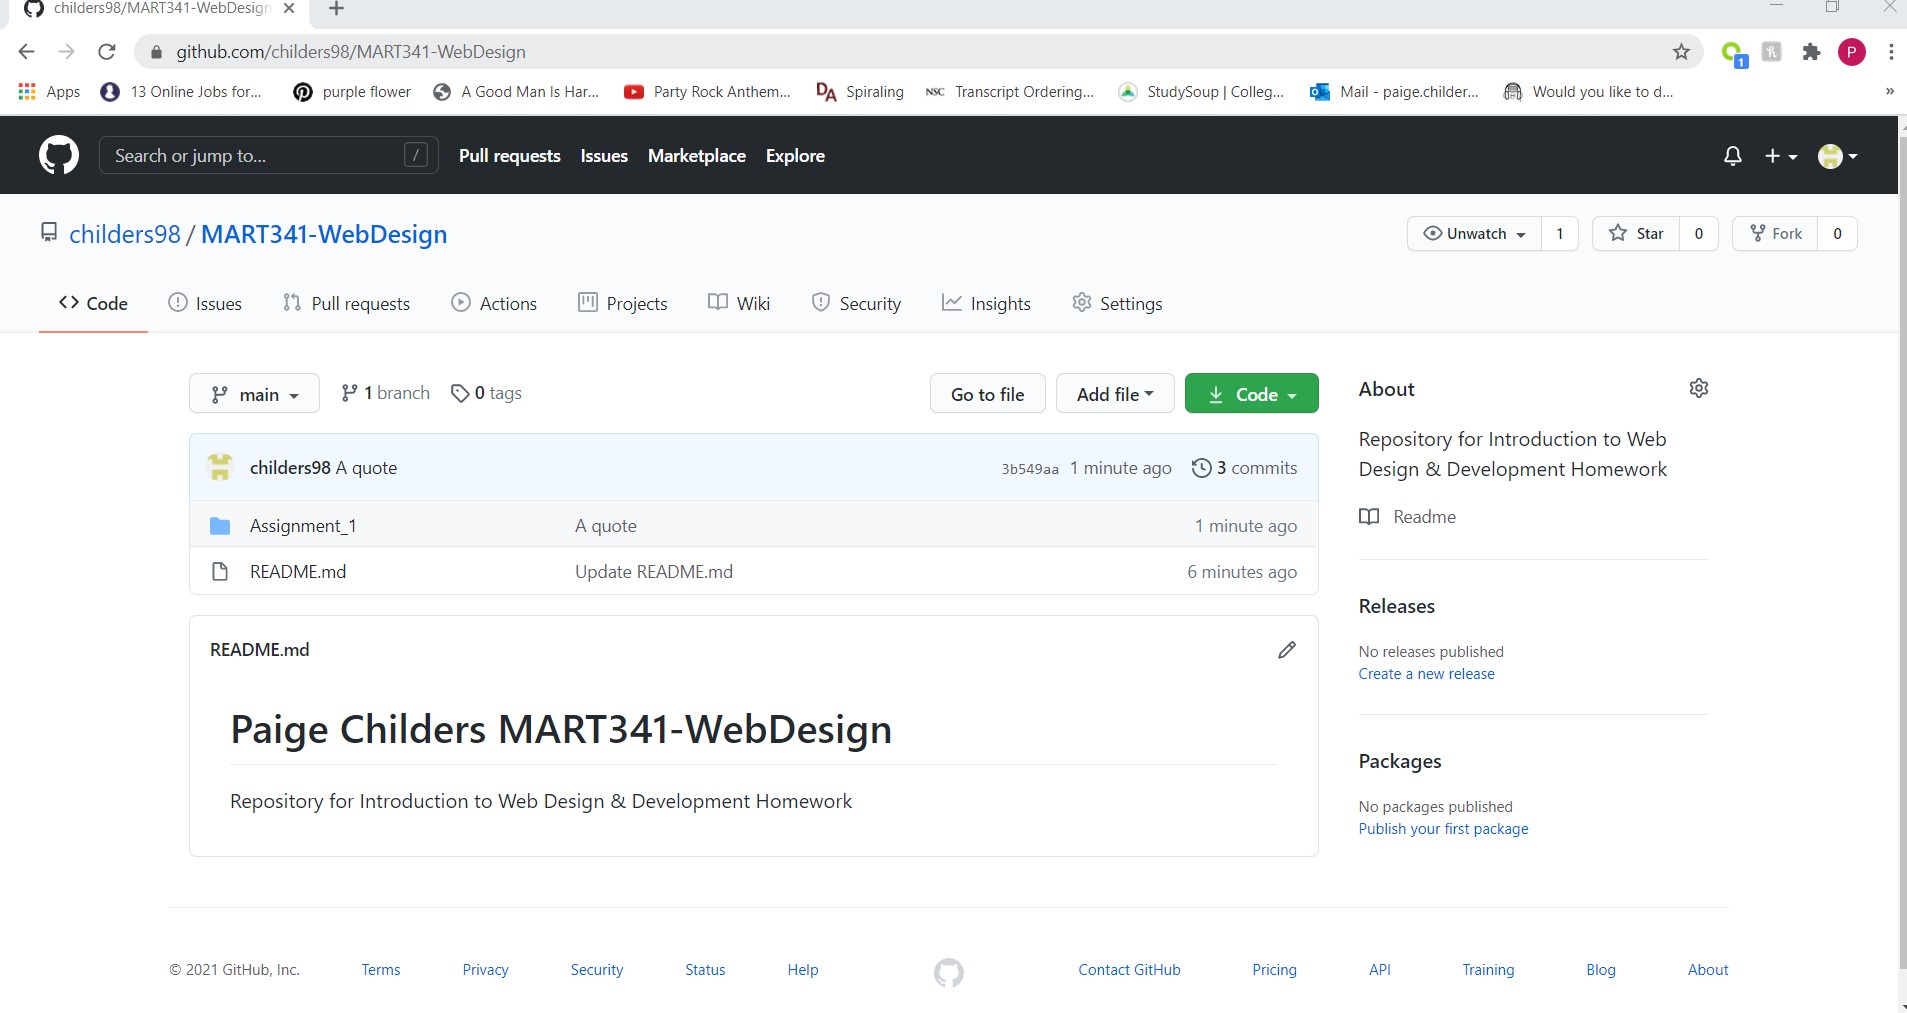 childers98/MART341-WebDesign
github.com/childers98/MART341-WebDesign
P
1
Apps 13 Online Jobs for... purple flower A Good Man Is Har... Party Rock Anthem... DA Spiraling NSC Transcript Ordering... StudySoup | Colleg... Mail - paige.childer... Would you like to d... »
Search or jump to... / Pull requests Issues Marketplace Explore
childers98 / MART341-WebDesign Unwatch 1 Star 0 Fork 0
Code Issues Pull requests Actions Projects Wiki Security Insights Settings
main 1 branch 0 tags Go to file Add file Code
childers98 A quote 3b549aa 1 minute ago 3 commits
Assignment_1 A quote 1 minute ago
README.md Update README.md 6 minutes ago
README.md
Paige Childers MART341-WebDesign
Repository for Introduction to Web Design & Development Homework
About
Repository for Introduction to Web
Design & Development Homework
Readme
Releases
No releases published
Create a new release
Packages
No packages published
Publish your first package
© 2021 GitHub, Inc. Terms Privacy Security Status Help Contact GitHub Pricing API Training Blog About